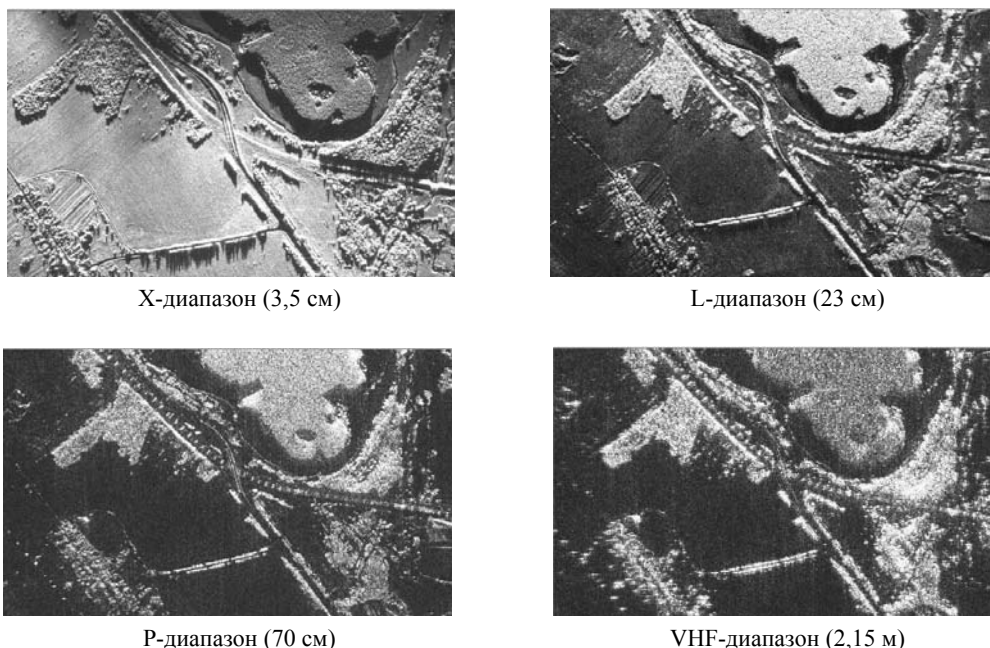 X-диапазон (3,5 см)
L-диапазон (23 см)
P-диапазон (70 см)
VHF-диапазон (2,15 м)